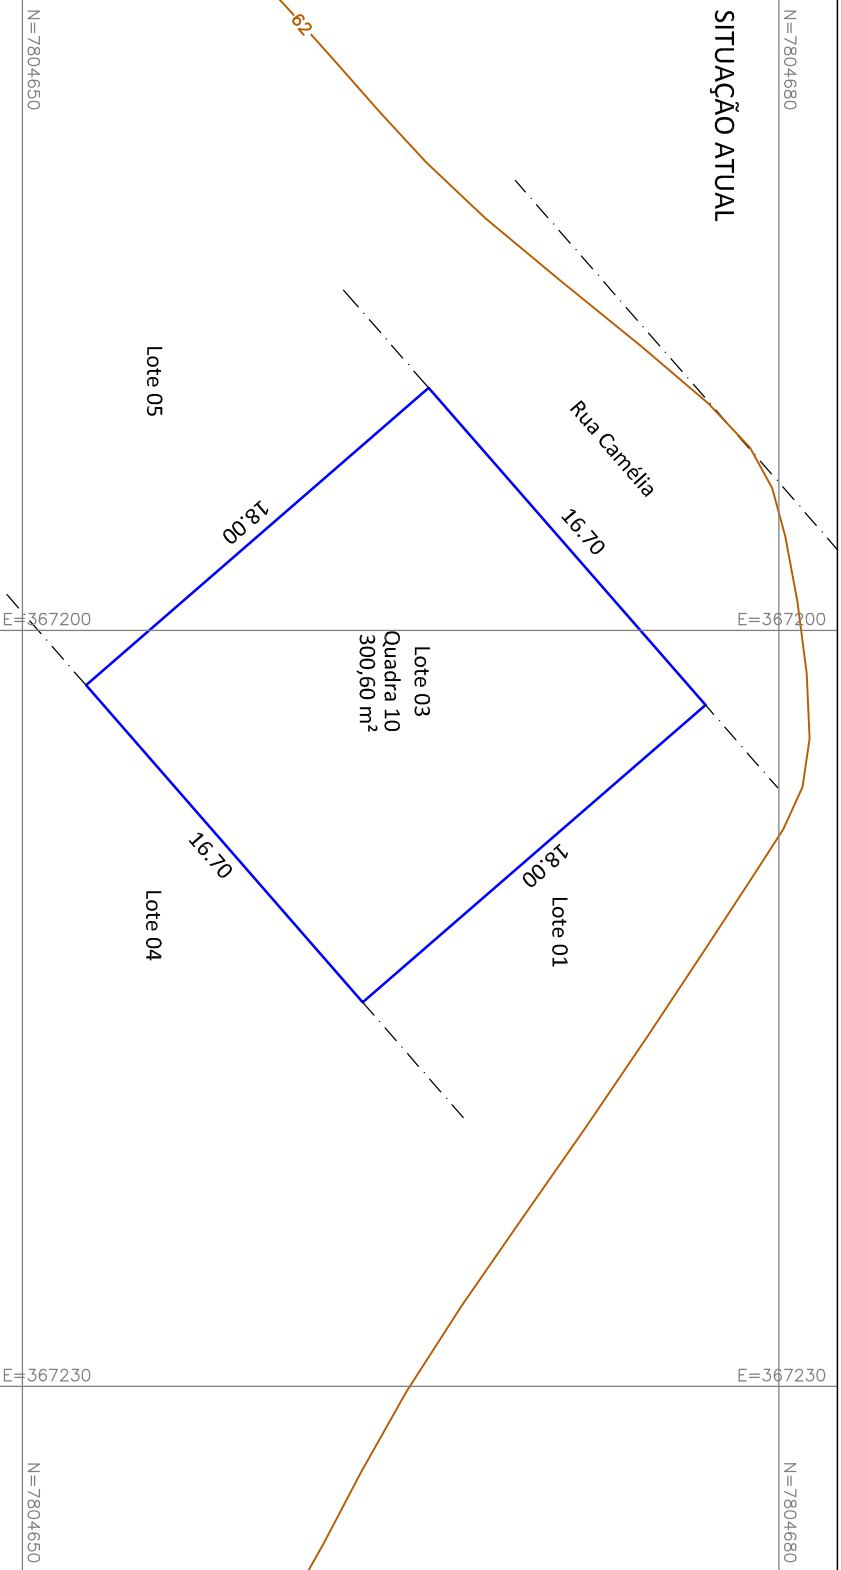 SITUAÇÃO ATUAL
N=7804680
N=7804650
62
Rua Camélia
16.70
Lote 05
18.00
E=367200
E=367200
Lote 03
Quadra 10
300,60 m²
18.00
Lote 01
16.70
Lote 04
E=367230
E=367230
N=7804680
N=7804650